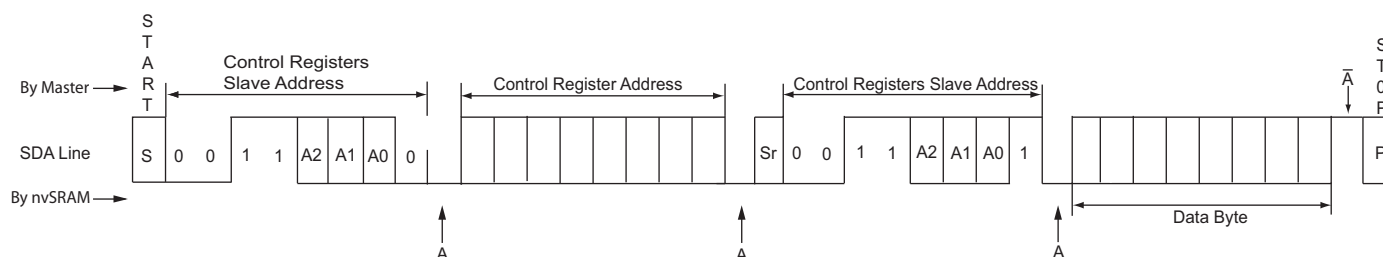 S
T
A
R
T
Control Registers
Slave Address
By Master
Control Register Address
Control Registers Slave Address
A
S
T
O
P
SDA Line
S 0 0 1 1 A2 A1 A0 0
Sr 0 0 1 1 A2 A1 A0 1
P
By nvSRAM
Data Byte
A
A
A